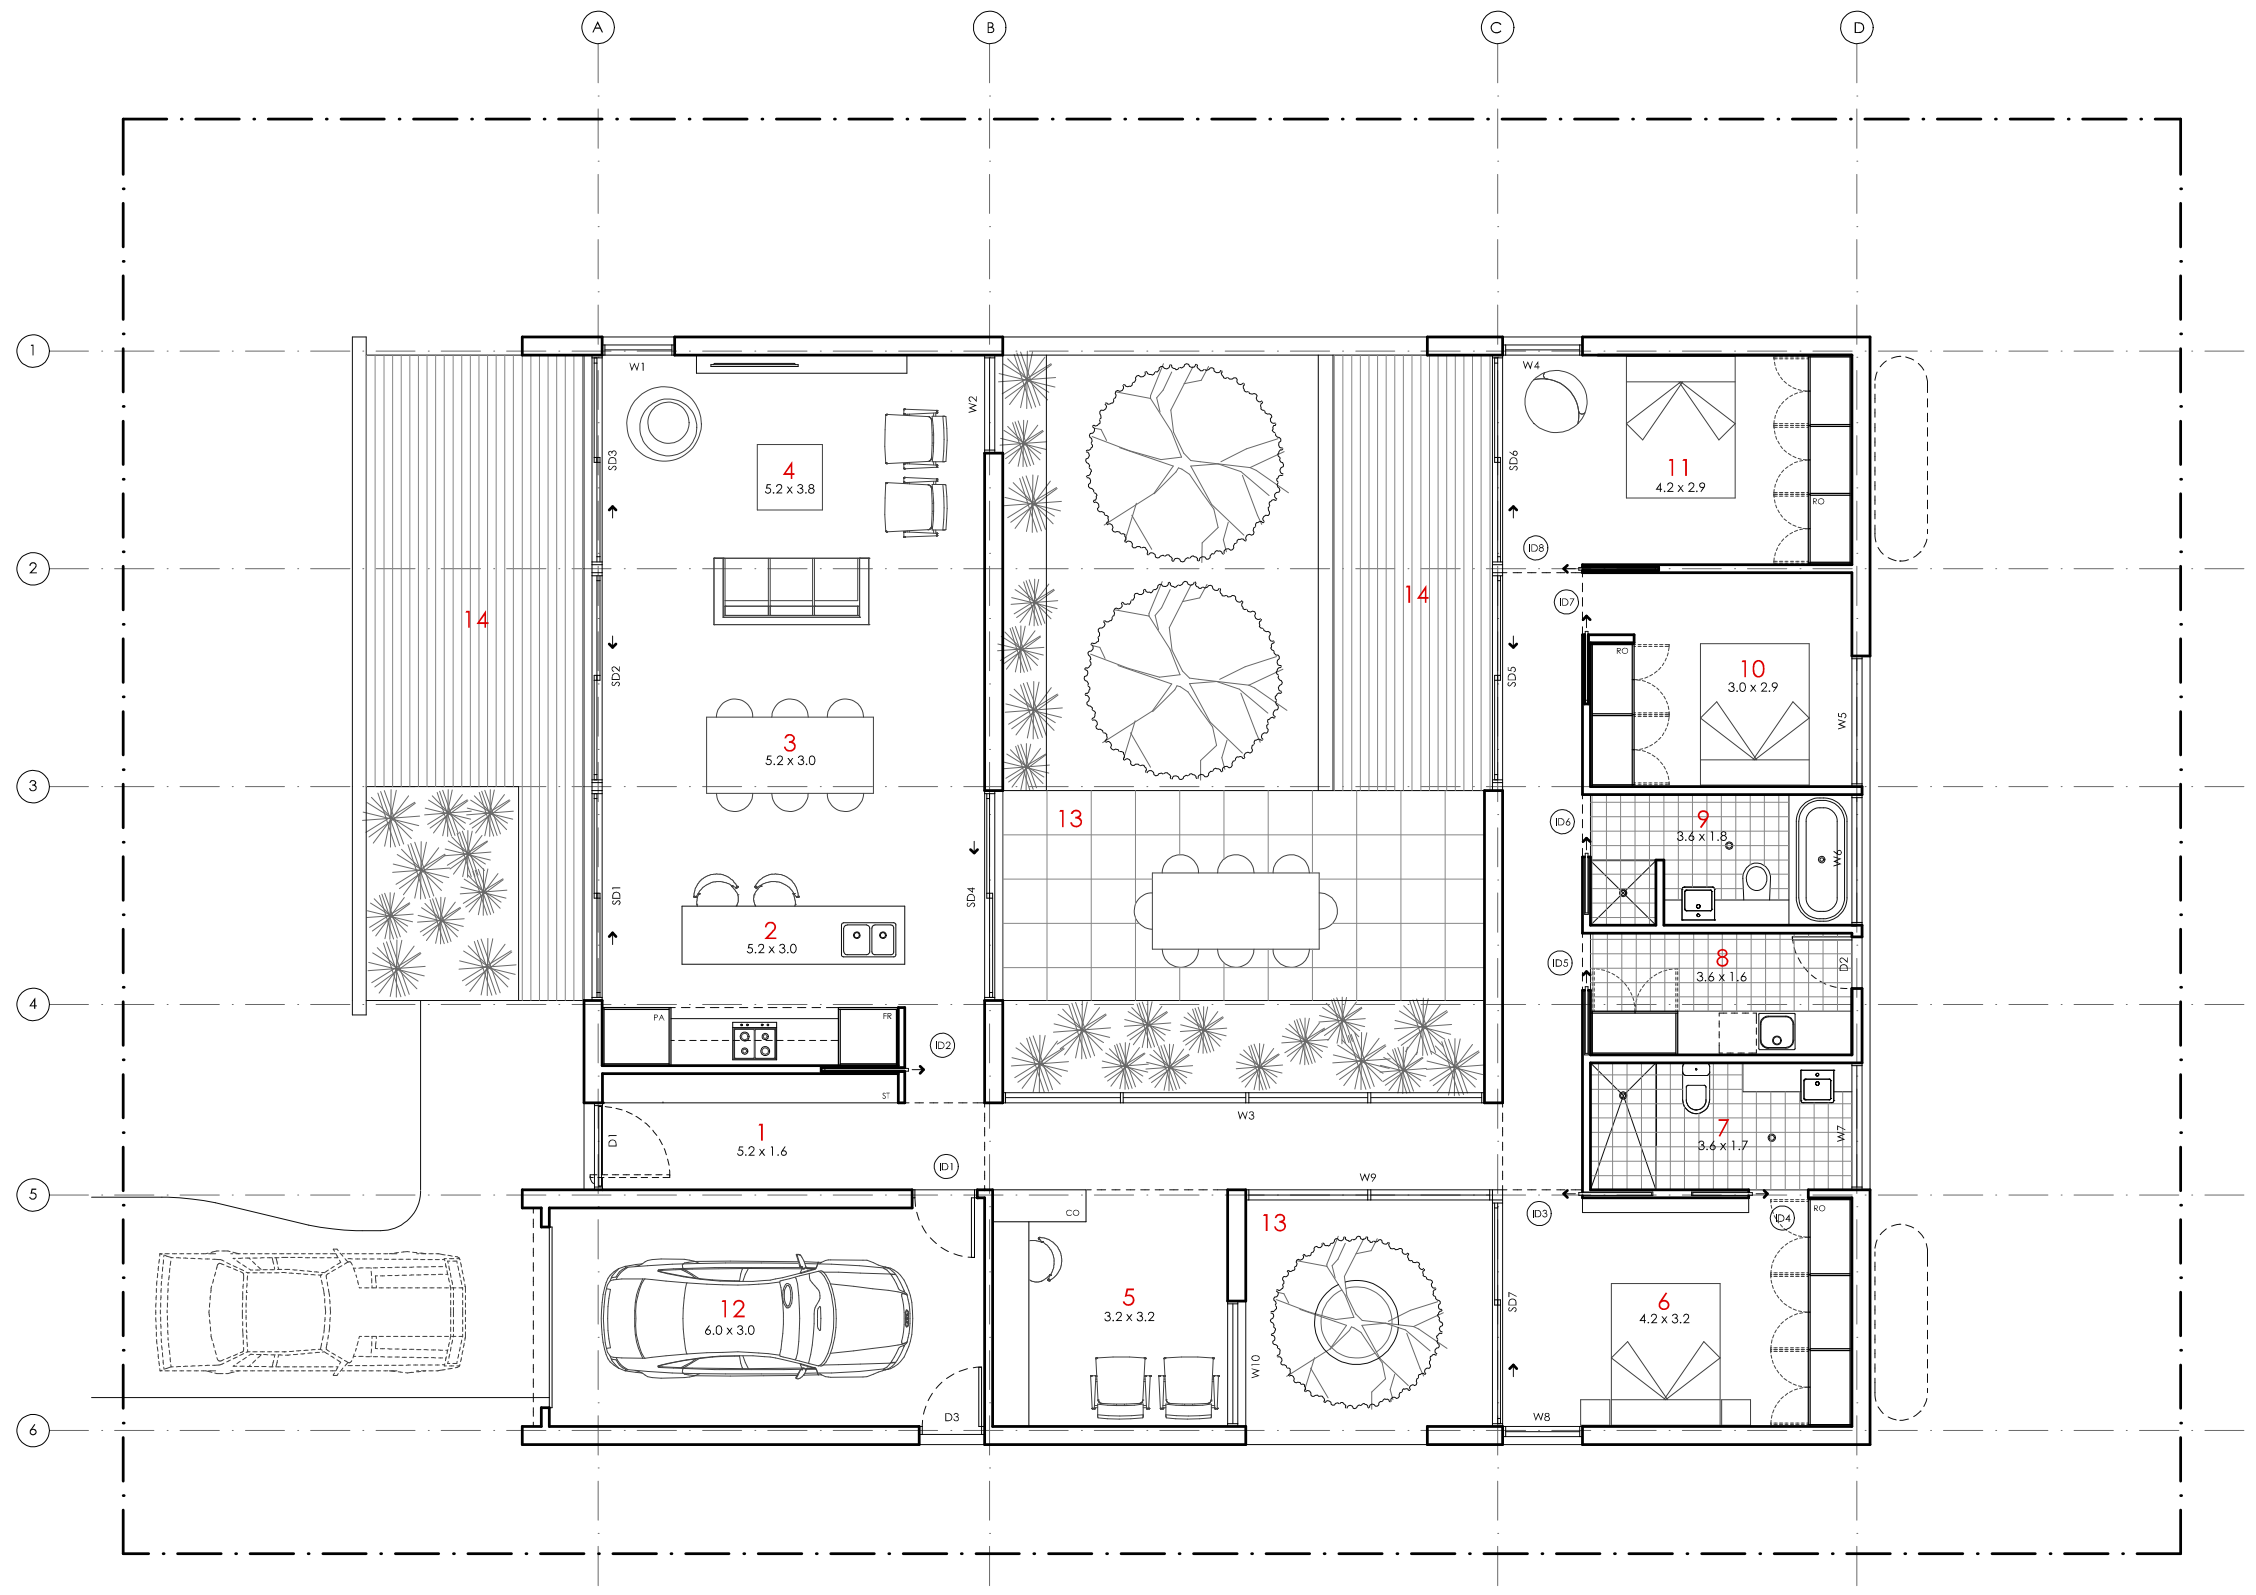 A
B
C
D
1
2
3
4
5
6
W1
W2
W4
SD3
4
5.2 x 3.8
SD6
11
4.2 x 2.9
RO
ID8
14
14
ID7
SD2
SD5
RO
10
3.0 x 2.9
W5
3
5.2 x 3.0
13
ID6
9
3.6 x 1.8
W6
SD1
SD4
2
5.2 x 3.0
ID5
8
3.6 x 1.6
D2
PA
FR
ID2
ST
W3
D1
1
5.2 x 1.6
ID1
7
3.6 x 1.7
W7
W9
CO
13
ID3
ID4
RO
12
6.0 x 3.0
5
3.2 x 3.2
SD7
6
4.2 x 3.2
W10
D3
W8